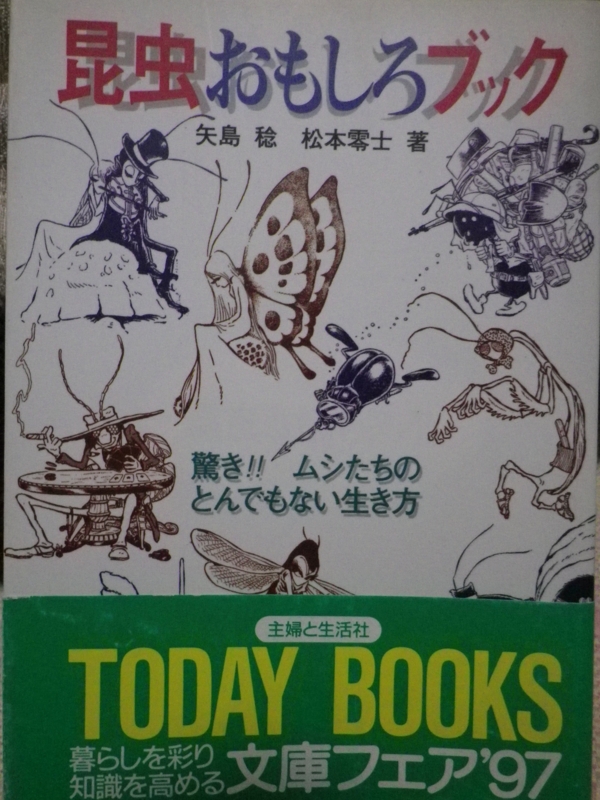 昆虫おもしろブック
矢島 稔 松本零士 著
驚き!! ムシたちの
とんでもない生き方
主婦と生活社
TODAY BOOKS
暮らしを彩り
知識を高める
文庫フェア'97